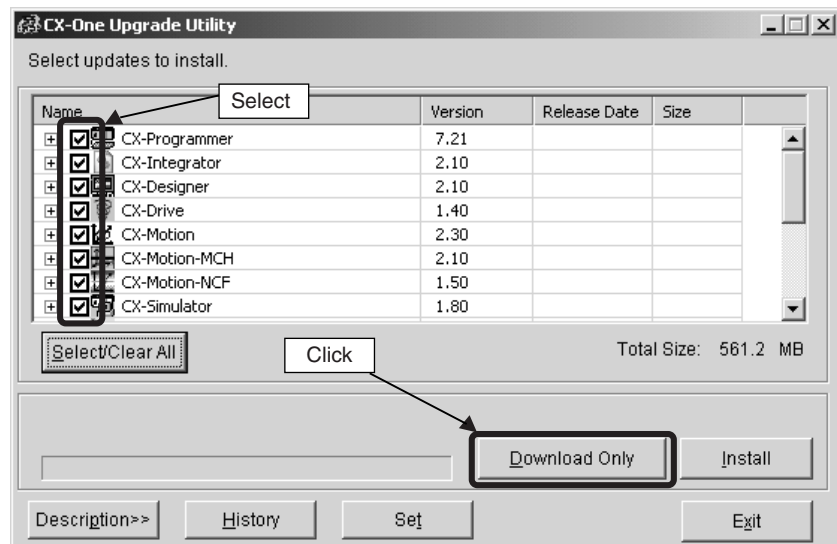 CX-One Upgrade Utility
Select updates to install.
Select
Name Version Release Date Size
CX-Programmer 7.21
CX-Integrator 2.10
CX-Designer 2.10
CX-Drive 1.40
CX-Motion 2.30
CX-Motion-MCH 2.10
CX-Motion-NCF 1.50
CX-Simulator 1.80
Select/Clear All
Click
Total Size: 561.2 MB
Download Only
Install
Description>>
History
Set
Exit